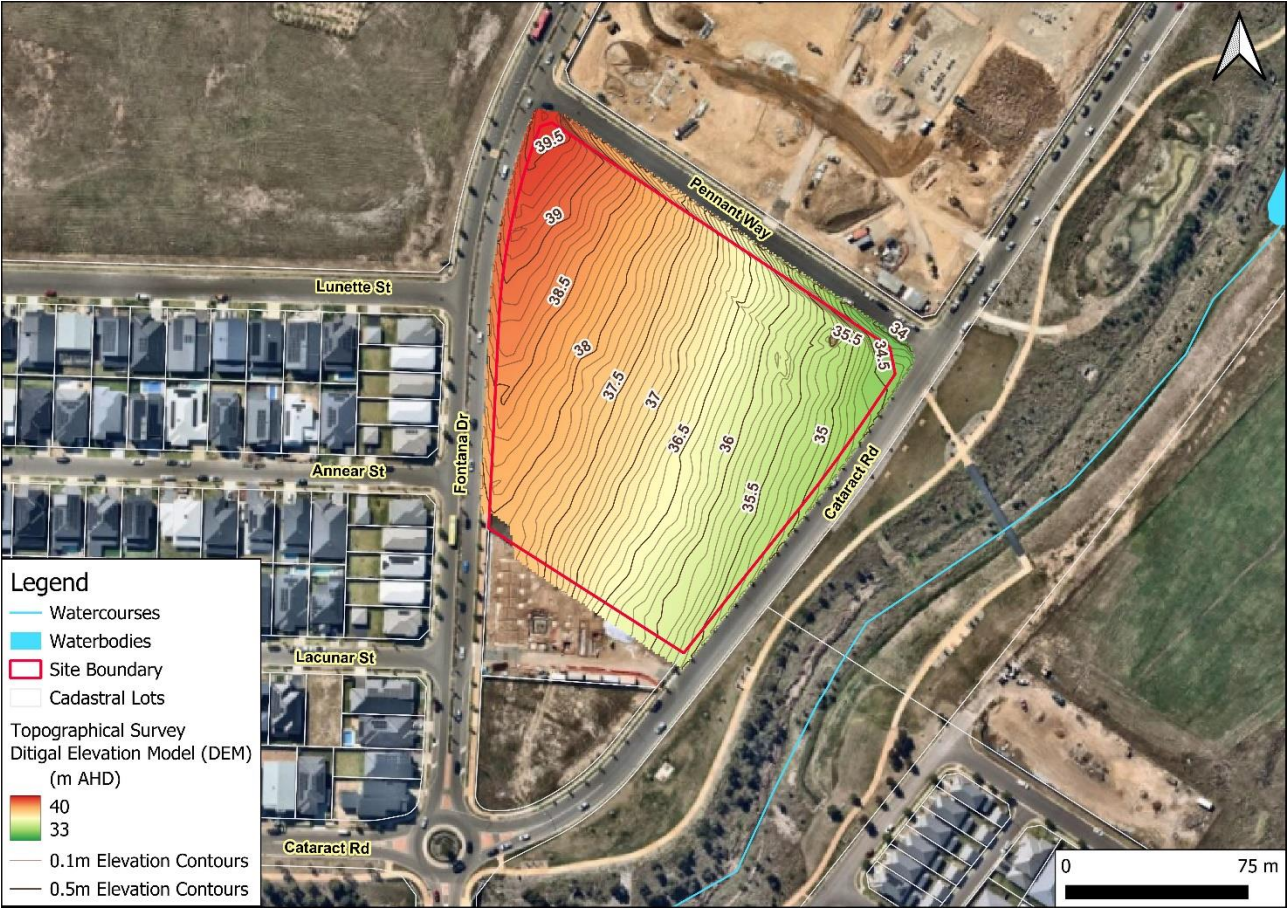 39.5
39
Pennant Way
Lunette St
38.5
34
35.5
34.5
38
37.5
37
36.5
36
35
Fontana Dr
Annear St
Cataract Rd
35.5
Legend
Watercourses
Waterbodies
Site Boundary
Cadastral Lots
Topographical Survey
Ditigal Elevation Model (DEM)
(m AHD)
40
33
0.1m Elevation Contours
0.5m Elevation Contours
Lacunar St
Cataract Rd
0 75 m